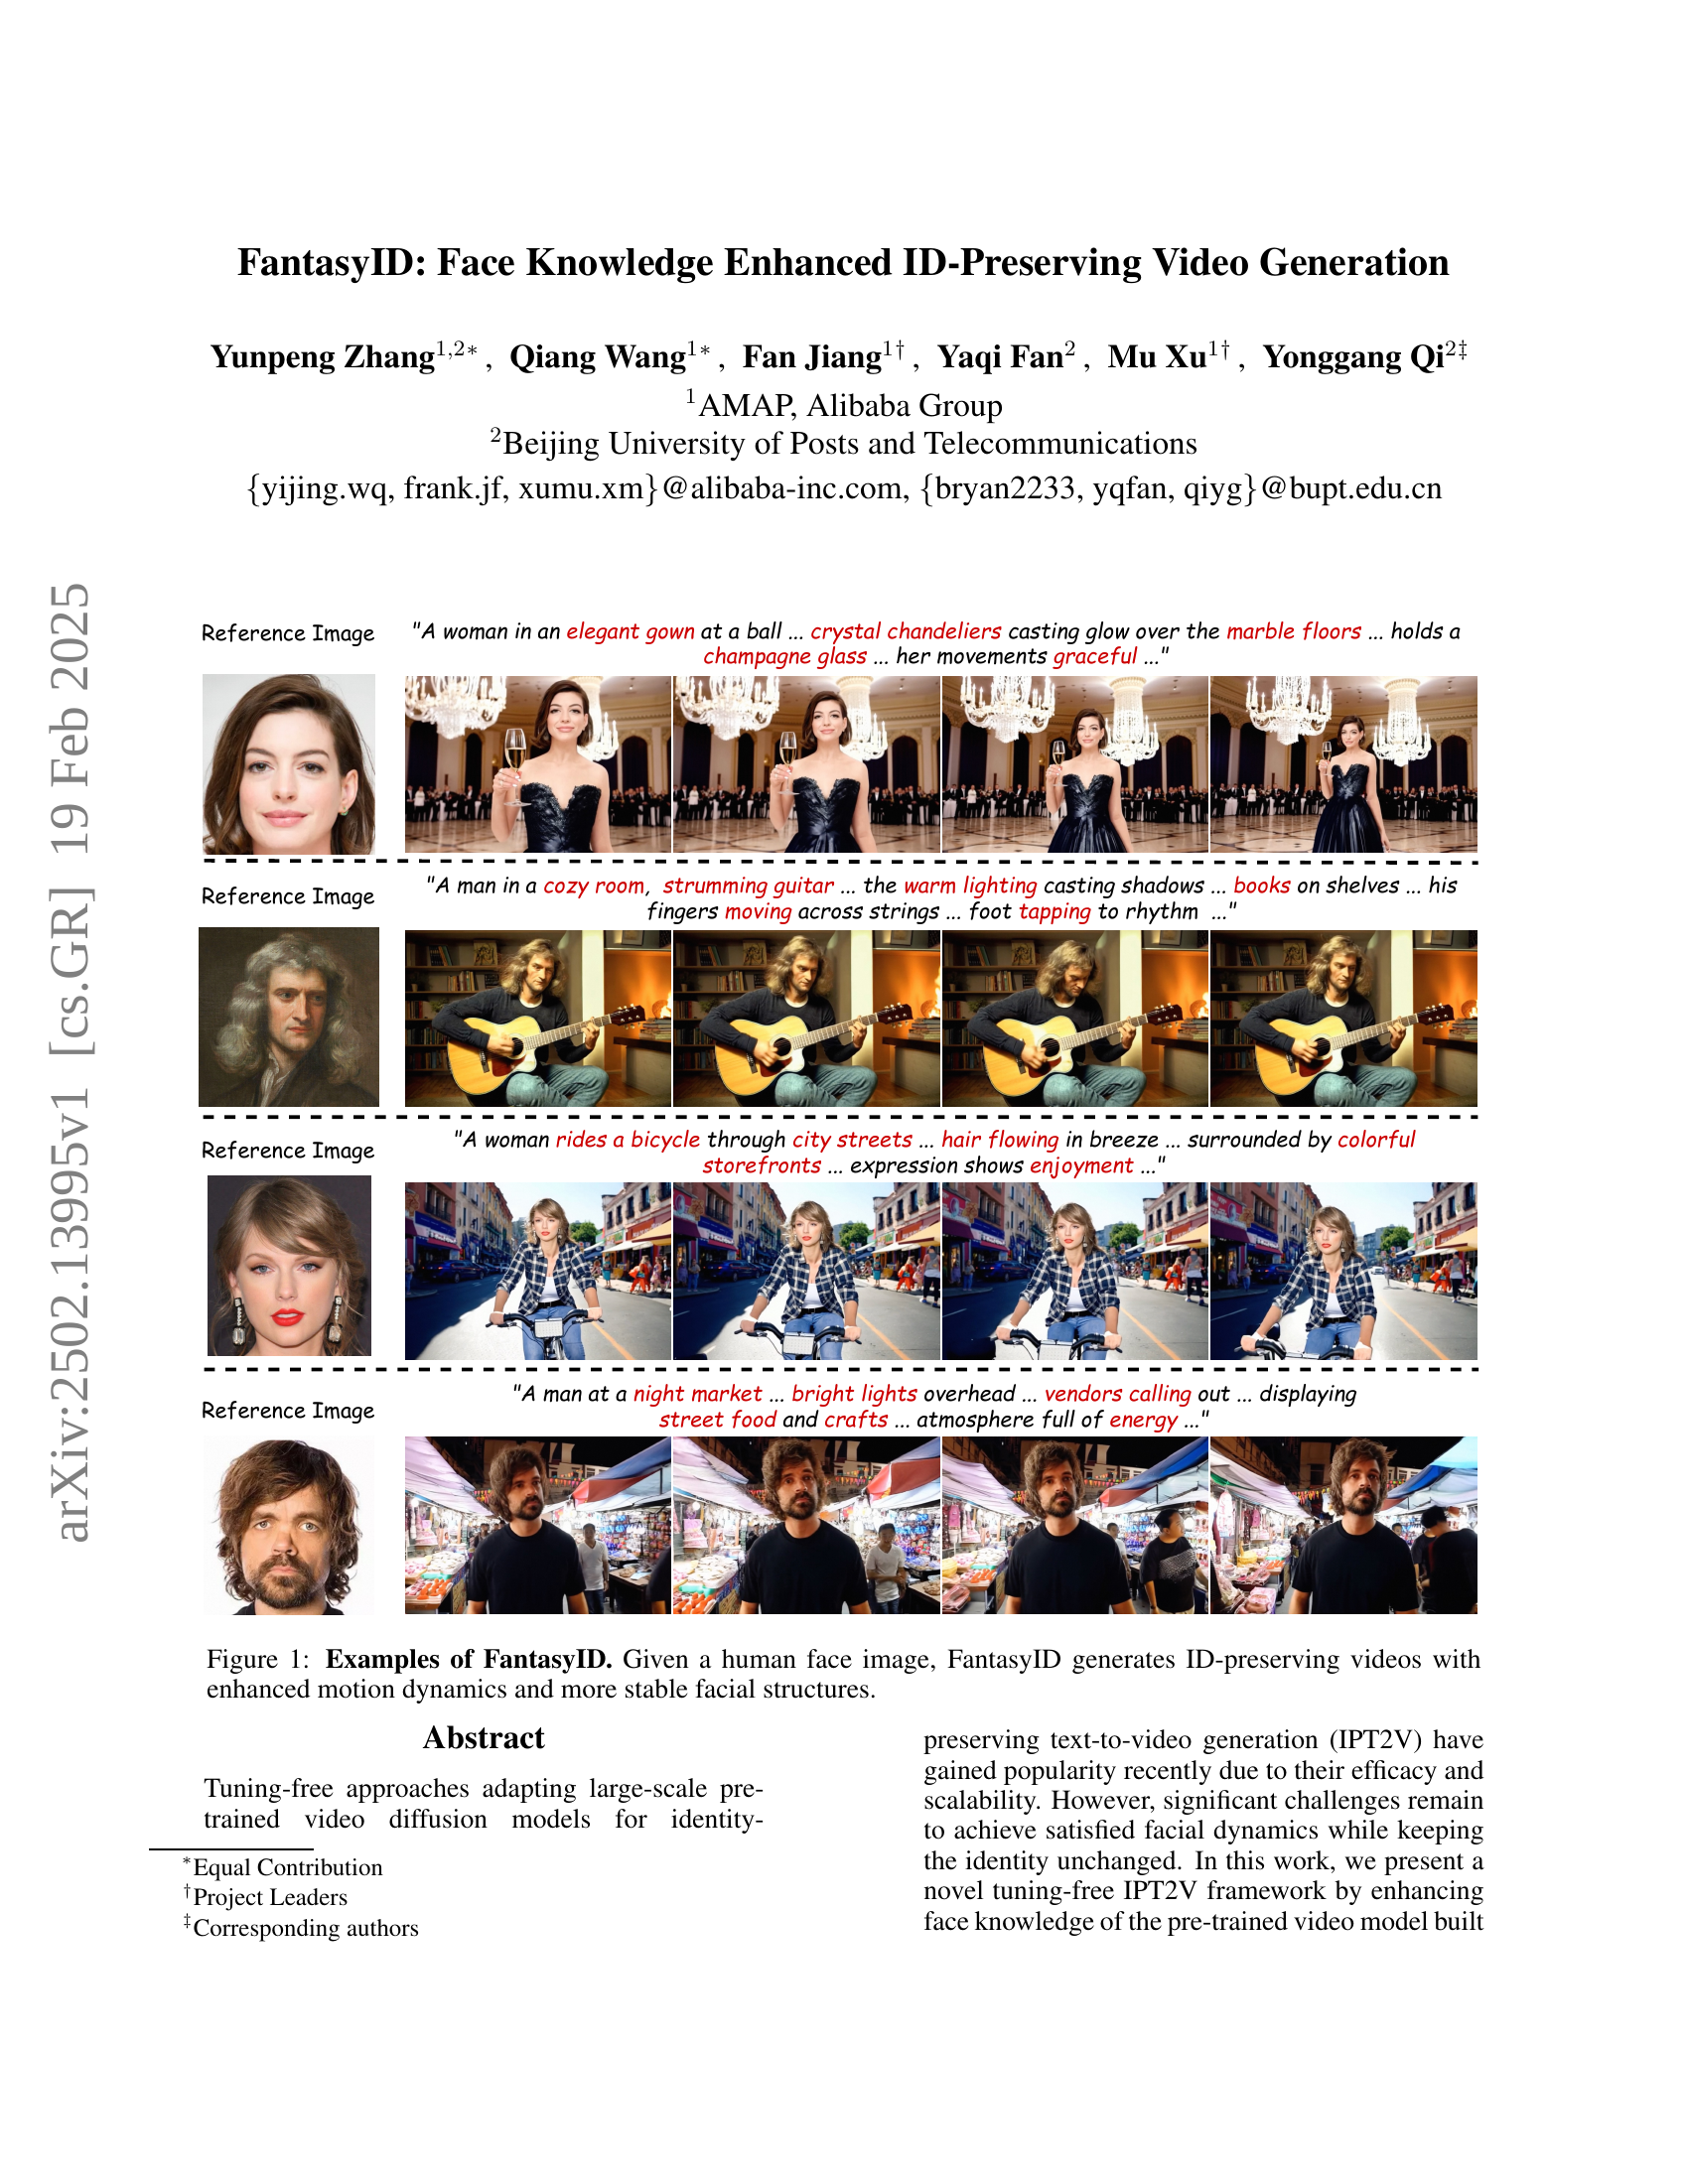 FantasyID: Face Knowledge Enhanced ID-Preserving Video Generation
Yunpeng Zhang1,2*, Qiang Wang1*, Fan Jiang1†, Yaqi Fan2, Mu Xu1†, Yonggang Qi2‡
1AMAP, Alibaba Group
2Beijing University of Posts and Telecommunications
{yijing.wq, frank.jf, xumu.xm}@alibaba-inc.com, {bryan2233, yqfan, qiyg}@bupt.edu.cn
arXiv:2502.13995v1 [cs.GR] 19 Feb 2025
Reference Image
"A woman in an elegant gown at a ball ... crystal chandeliers casting glow over the marble floors ... holds a
champagne glass ... her movements graceful ..."
Reference Image
"A man in a cozy room, strumming guitar ... the warm lighting casting shadows ... books on shelves ... his
fingers moving across strings ... foot tapping to rhythm ..."
Reference Image
"A woman rides a bicycle through city streets ... hair flowing in breeze ... surrounded by colorful
storefronts ... expression shows enjoyment ..."
Reference Image
"A man at a night market ... bright lights overhead ... vendors calling out ... displaying
street food and crafts ... atmosphere full of energy ..."
Figure 1: Examples of FantasyID. Given a human face image, FantasyID generates ID-preserving videos with
enhanced motion dynamics and more stable facial structures.
Abstract
Tuning-free approaches adapting large-scale pre-
trained video diffusion models for identity-
*Equal Contribution
†Project Leaders
‡Corresponding authors
preserving text-to-video generation (IPT2V) have
gained popularity recently due to their efficacy and
scalability. However, significant challenges remain
to achieve satisfied facial dynamics while keeping
the identity unchanged. In this work, we present a
novel tuning-free IPT2V framework by enhancing
face knowledge of the pre-trained video model built